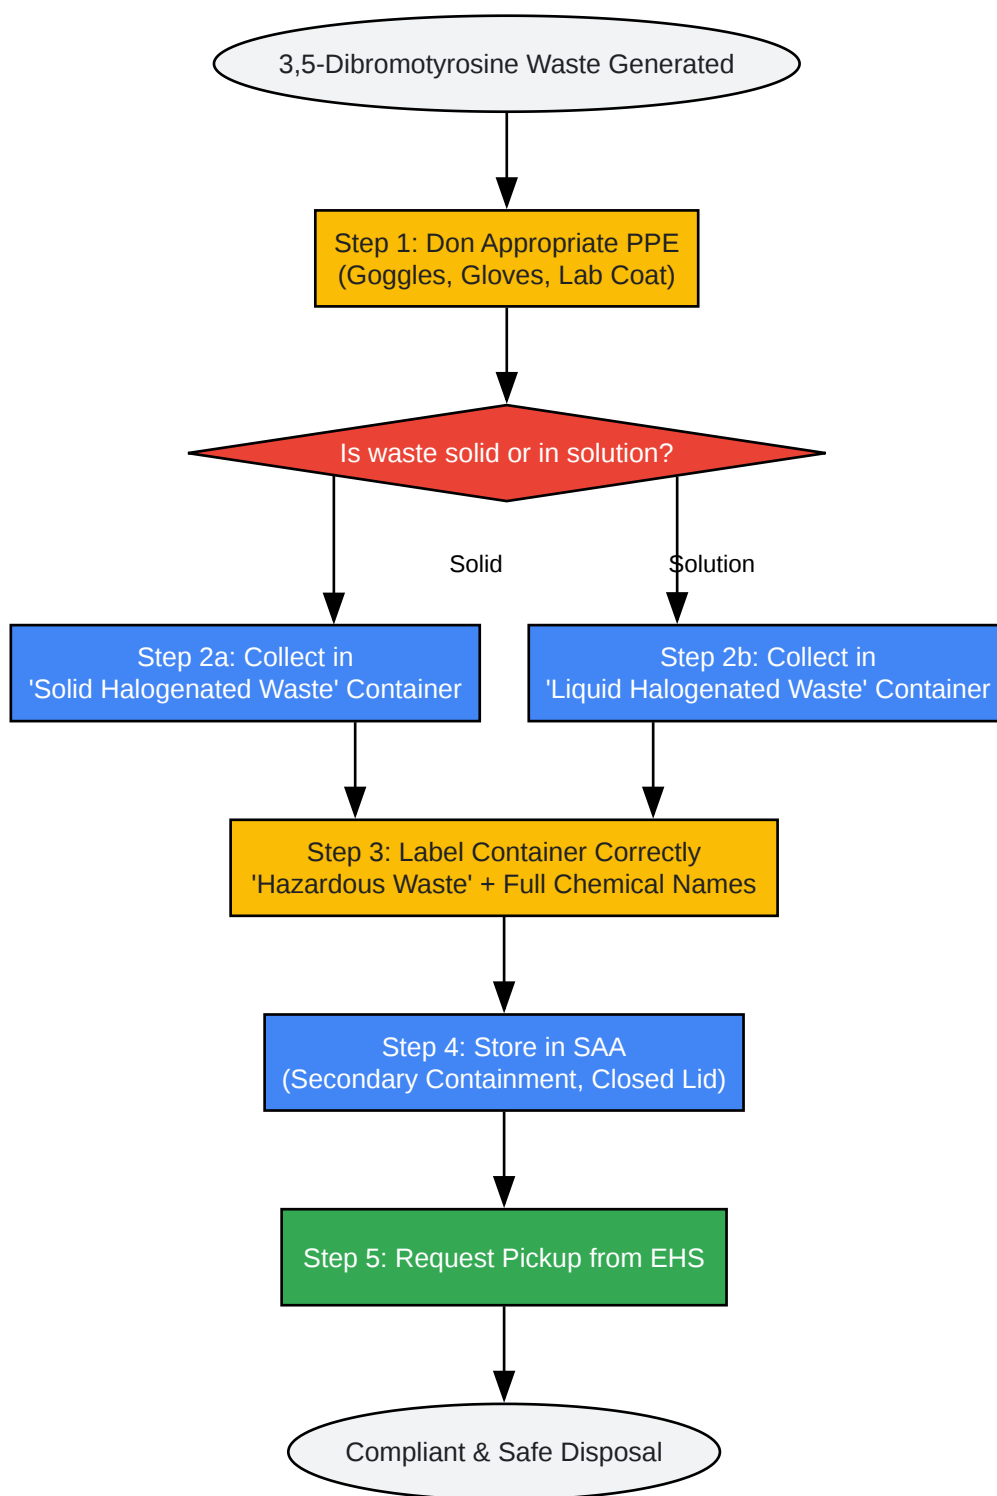 3,5-Dibromotyrosine Waste Generated
Step 1: Don Appropriate PPE
(Goggles, Gloves, Lab Coat)
Is waste solid or in solution?
Solid
Solution
Step 2a: Collect in
'Solid Halogenated Waste' Container
Step 2b: Collect in
'Liquid Halogenated Waste' Container
Step 3: Label Container Correctly
'Hazardous Waste' + Full Chemical Names
Step 4: Store in SAA
(Secondary Containment, Closed Lid)
Step 5: Request Pickup from EHS
Compliant & Safe Disposal